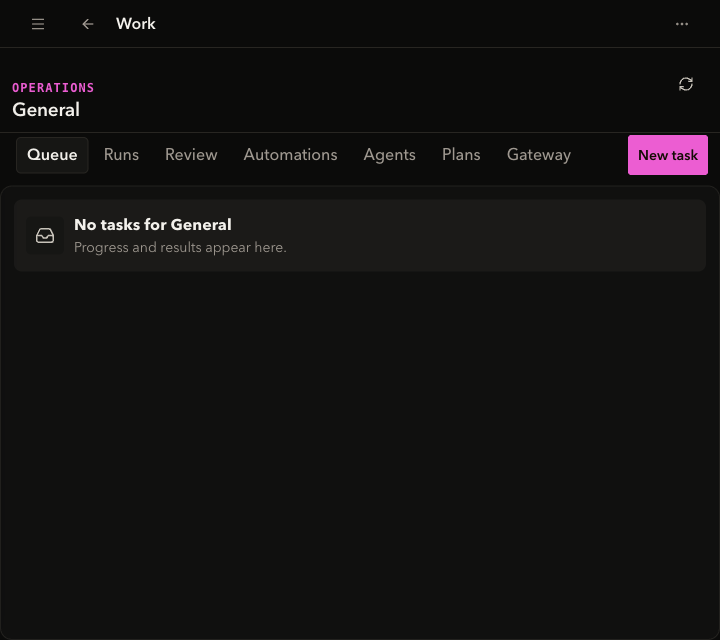 Work
OPERATIONS
General
Queue Runs Review Automations Agents Plans Gateway New task
No tasks for General
Progress and results appear here.